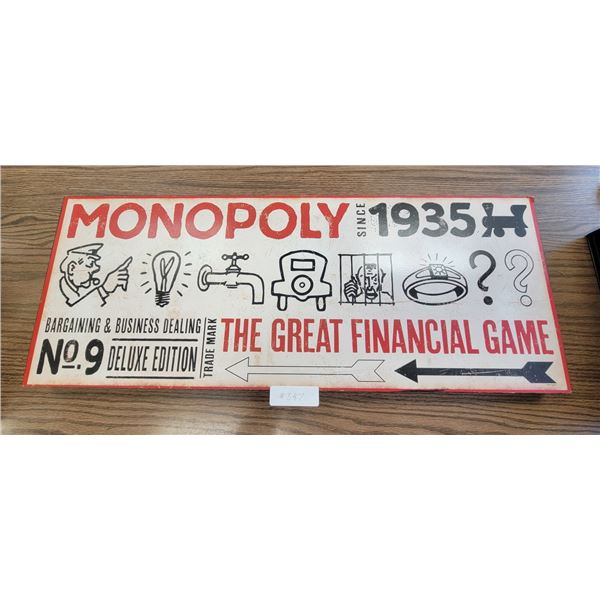 MONOPOLY SINCE 1935
? ?
BARGAINING & BUSINESS DEALING
No. 9 DELUXE EDITION
TRADE MARK
THE GREAT FINANCIAL GAME